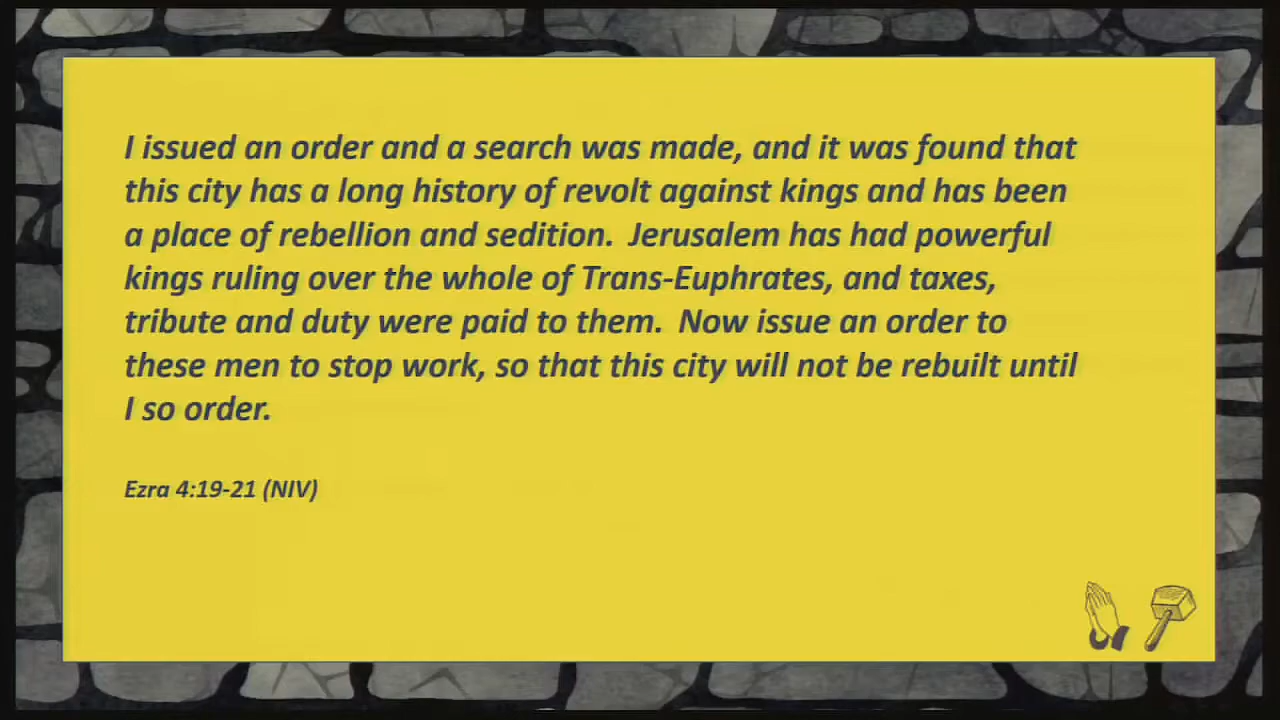 I issued an order and a search was made, and it was found that
this city has a long history of revolt against kings and has been
a place of rebellion and sedition.  Jerusalem has had powerful
kings ruling over the whole of Trans-Euphrates, and taxes,
tribute and duty were paid to them.  Now issue an order to
these men to stop work, so that this city will not be rebuilt until
I so order.
Ezra 4:19-21 (NIV)